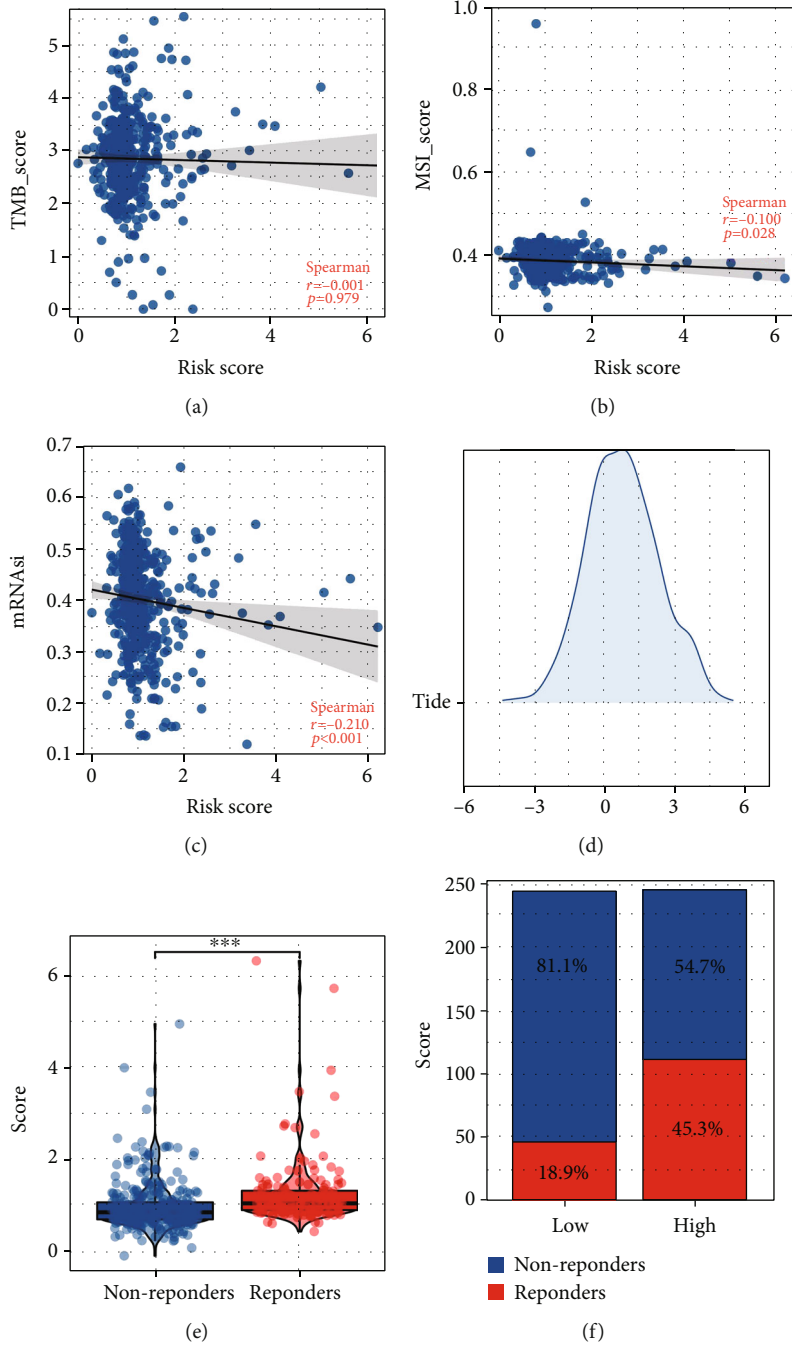 5
4
3
2
1
0
TMB_score
Spearman
r=−0.001
p=0.979
0 2 4 6
Risk score
(a)
1.0
0.8
0.6
0.4
MSI_score
Spearman
r=−0.100
p=0.028
0 2 4 6
Risk score
(b)
0.7
0.6
0.5
0.4
0.3
0.2
0.1
mRNAsi
Spearman
r=−0.210
p<0.001
0 2 4 6
Risk score
(c)
Tide
−6 −3 0 3 6
(d)
***
6
4
2
0
Score
Non-reponders Reponders
(e)
250
200
150
100
50
0
Score
81.1% 54.7%
45.3%
18.9%
Low High
Non-reponders
Reponders
(f)